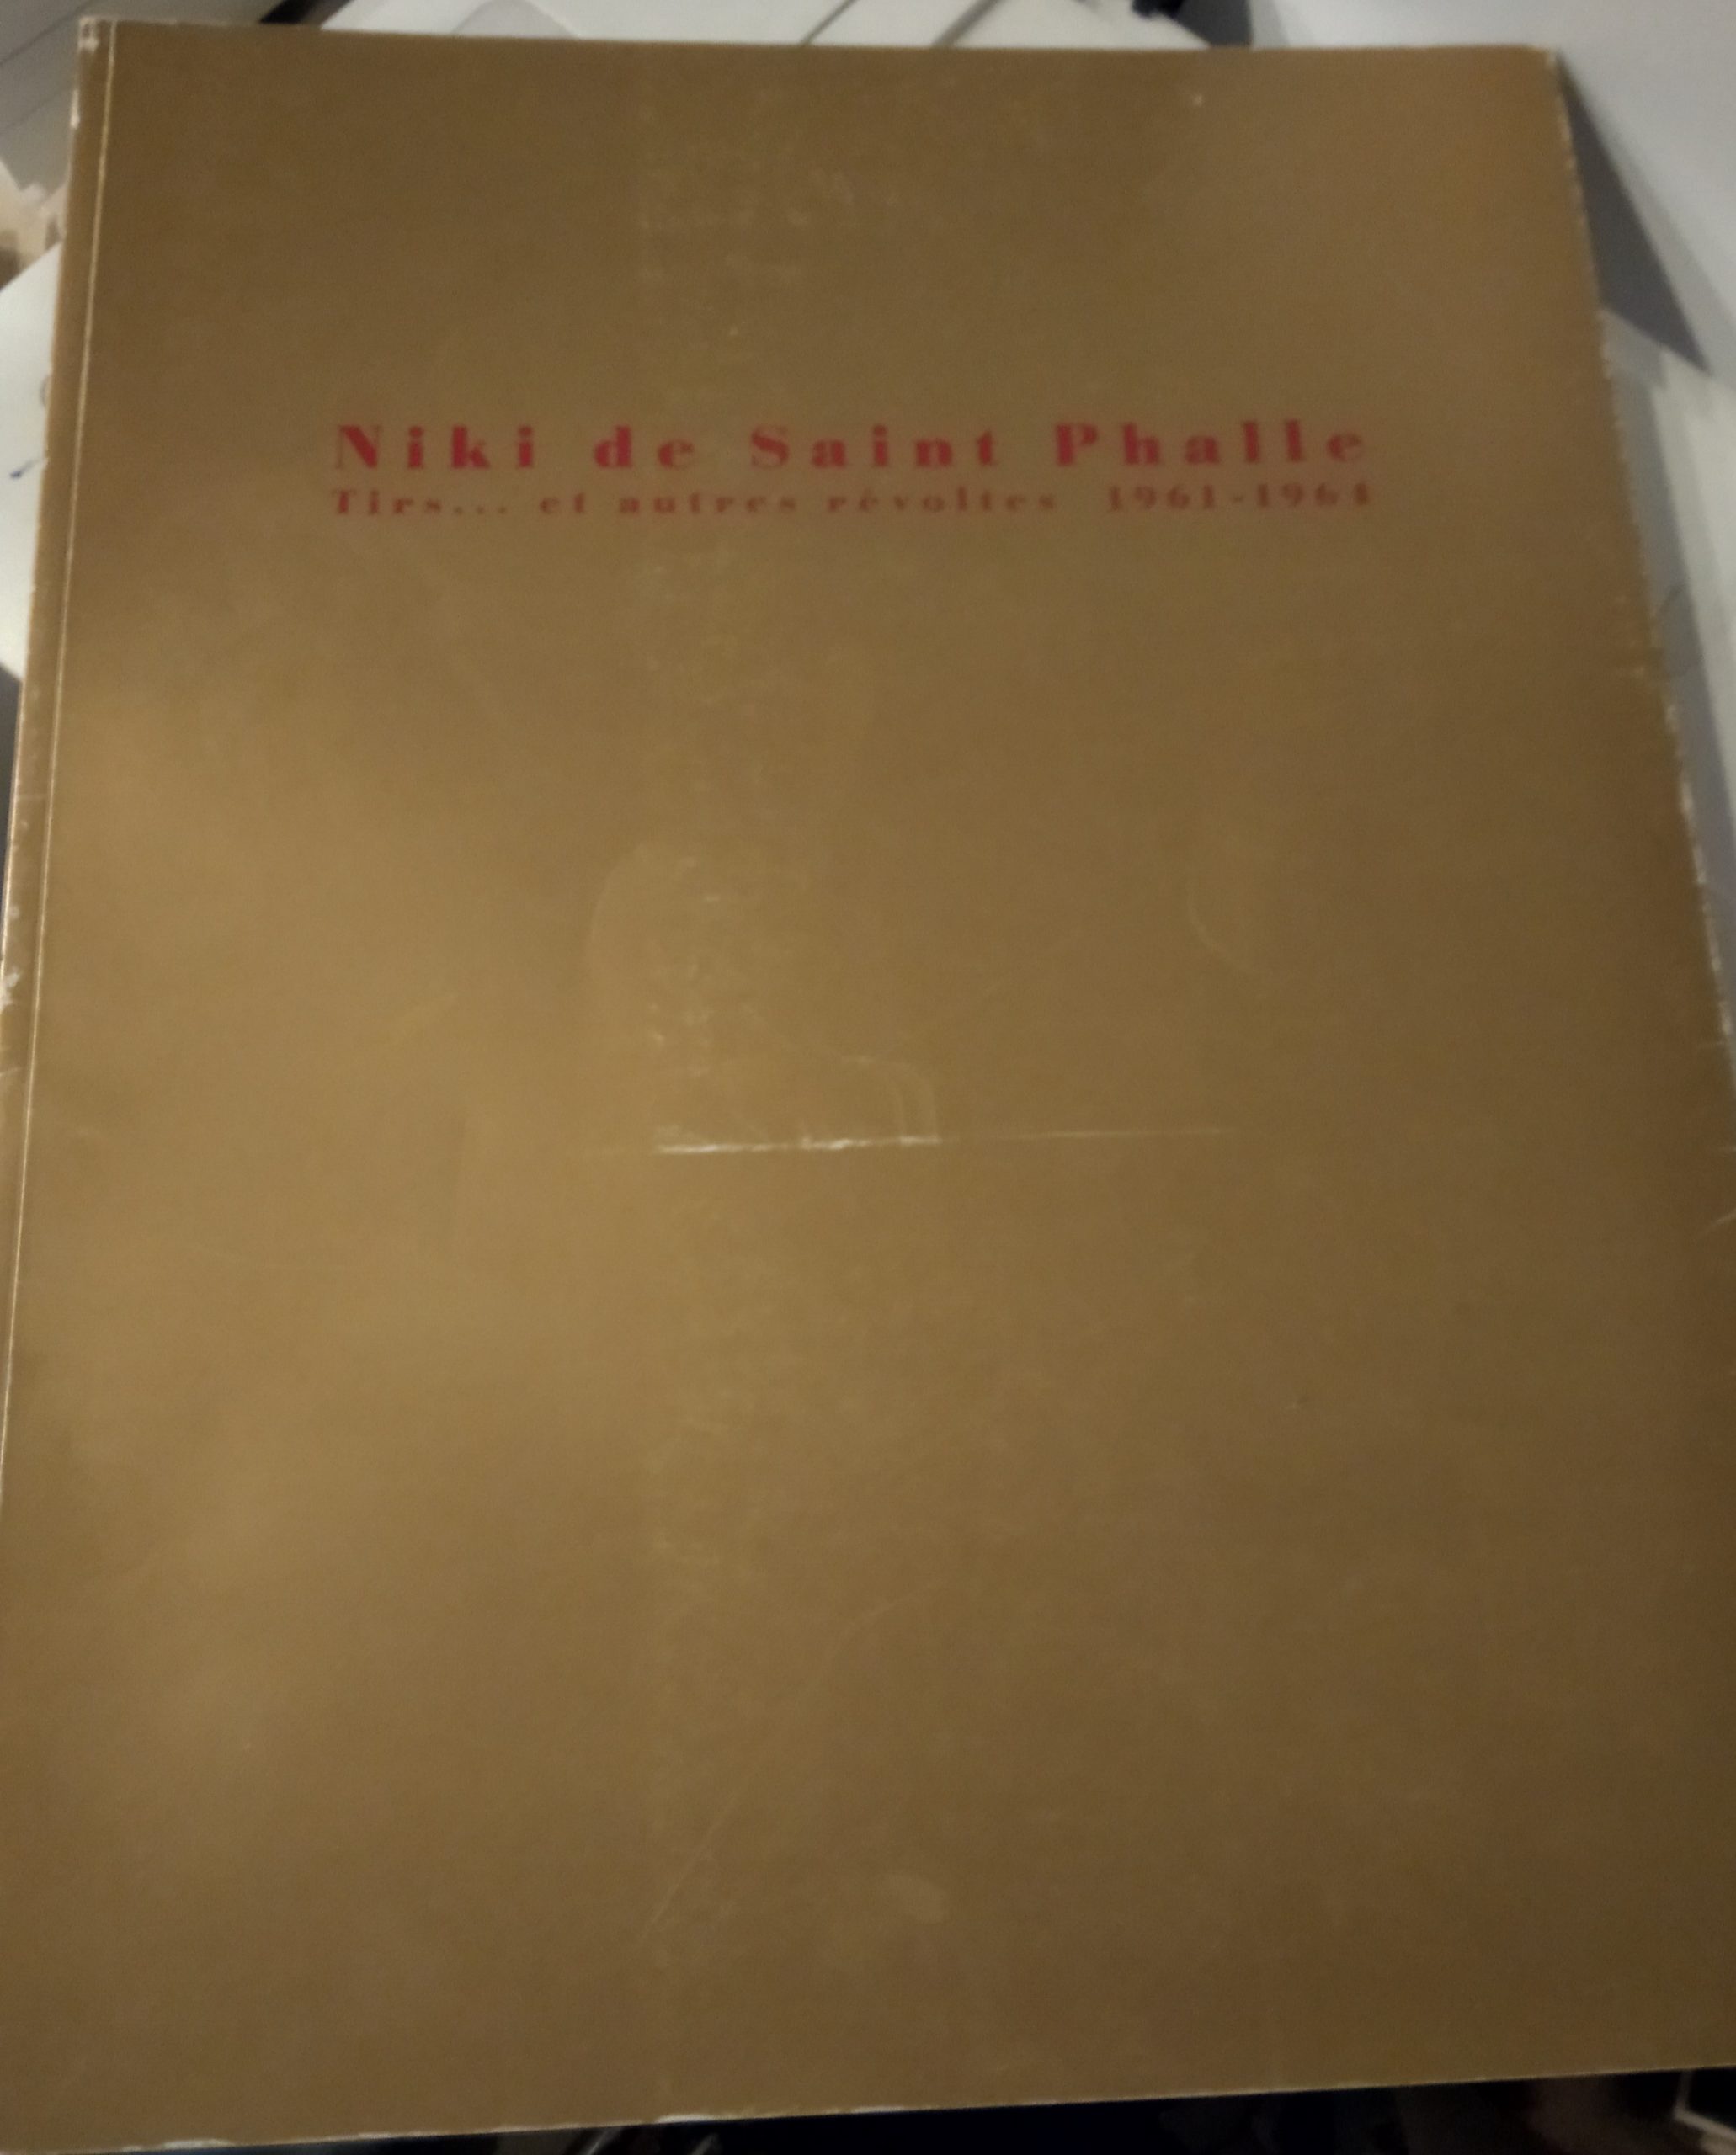 Niki de Saint Phalle
Tirs... et autres révoltes 1961-1964